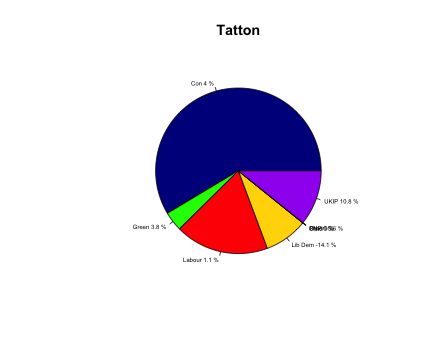 Tatton
Con 4 %
UKIP 10.8 %
Lib Dem -14.1 %
Labour 1.1 %
Green 3.8 %